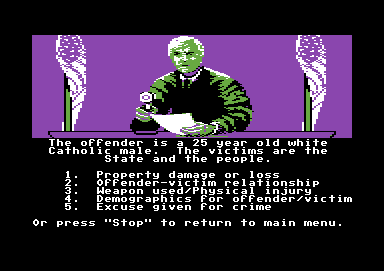 The offender is a 25 year old white
Catholic male. The victims are the
State and the people.
1. Property damage or loss
2. Offender-victim relationship
3. Weapon used/Physical injury
4. Demographics for offender/victim
5. Excuse given for crime
Or press "Stop" to return to main menu.